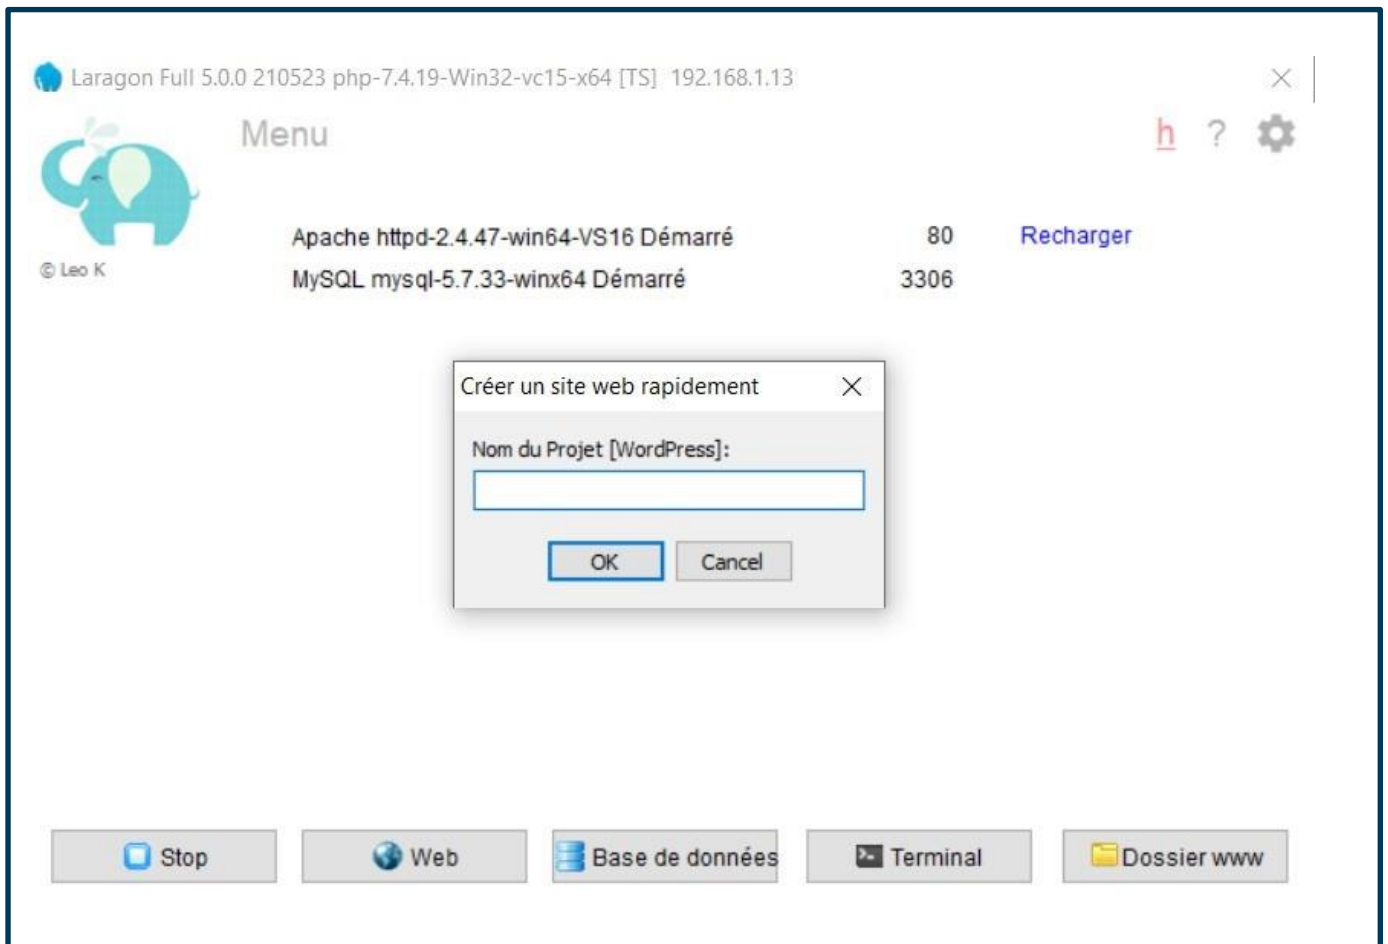 Laragon Full 5.0.0 210523 php-7.4.19-Win32-vc15-x64 [TS] 192.168.1.13
Menu
h ?
Apache httpd-2.4.47-win64-VS16 Démarré 80 Recharger
© Leo K
MySQL mysql-5.7.33-winx64 Démarré 3306
Créer un site web rapidement
Nom du Projet [WordPress]:
OK Cancel
Stop Web Base de données Terminal Dossier www